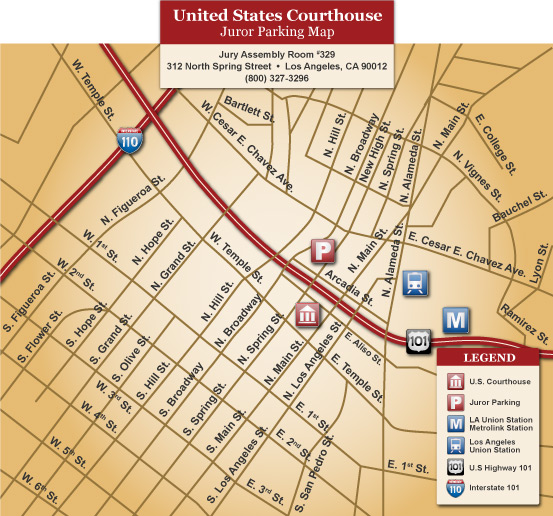 United States Courthouse
Juror Parking Map
Jury Assembly Room #329
312 North Spring Street • Los Angeles, CA 90012
(800) 327-3296
W. Temple St.
Bartlett St.
W. Cesar E. Chavez Ave.
N. Hill St.
N. Broadway
New High St.
N. Spring St.
N. Alameda St.
N. Main St.
E. College St.
N. Vignes St.
Bauchel St.
110
N. Figueroa St.
W. 1st St.
N. Hope St.
N. Grand St.
W. Temple St.
P
N. Main St.
N. Alameda St.
E. Cesar E. Chavez Ave.
Lyon St.
W. 2nd St.
Arcadia St.
M
Ramirez St.
S. Figueroa St.
S. Flower St.
S. Hope St.
S. Grand St.
S. Olive St.
S. Hill St.
S. Broadway
N. Hill St.
N. Broadway
N. Spring St.
N. Main St.
N. Los Angeles St.
E. Aliso St.
E. Temple St.
101
W. 3rd St.
W. 4th St.
W. 5th St.
W. 6th St.
S. Spring St.
S. Main St.
S. Los Angeles St.
E. 1st St.
E. 2nd St.
E. 3rd St.
S. San Pedro St.
E. 1st St.
LEGEND
U.S. Courthouse
P Juror Parking
M LA Union Station
Metrolink Station
Los Angeles
Union Station
101 U.S Highway 101
110 Interstate 101